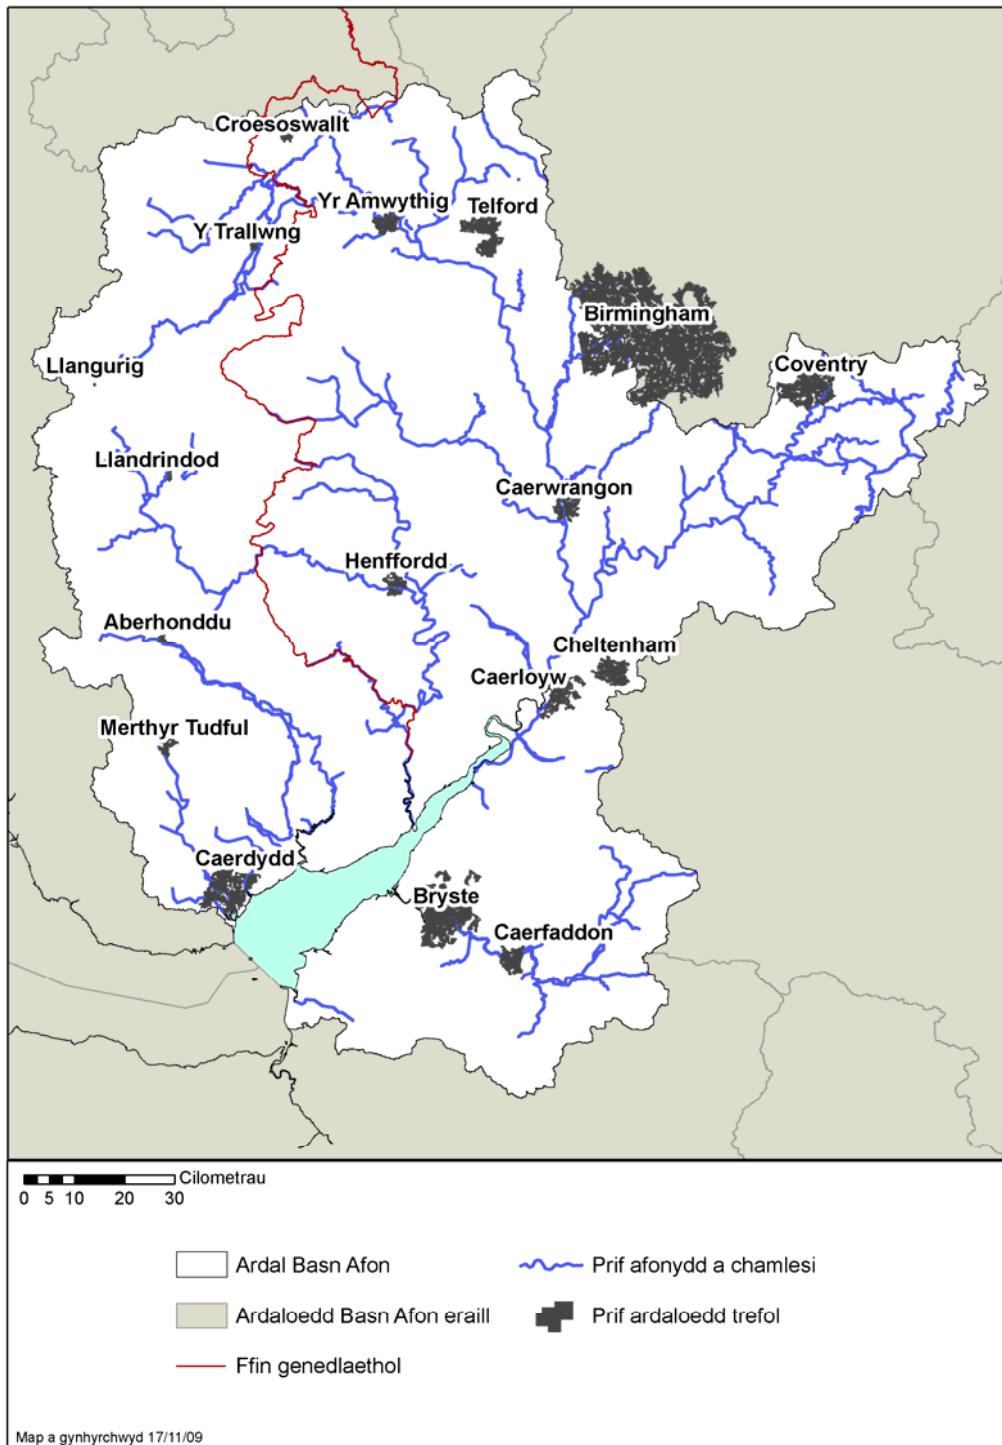 Croesoswallt
Yr Amwythig
Telford
Y Trallwng
Birmingham
Llangurig
Coventry
Llandrindod
Caerwrangon
Henffordd
Aberhonddu
Cheltenham
Caerloyw
Merthyr Tudful
Caerdydd
Bryste
Caerfaddon
Cilometrau
0 5 10 20 30
Ardal Basn Afon
Prif afonydd a chamlesi
Ardaloedd Basn Afon eraill
Prif ardaloedd trefol
Ffin genedlaethol
Map a gynhyrchwyd 17/11/09